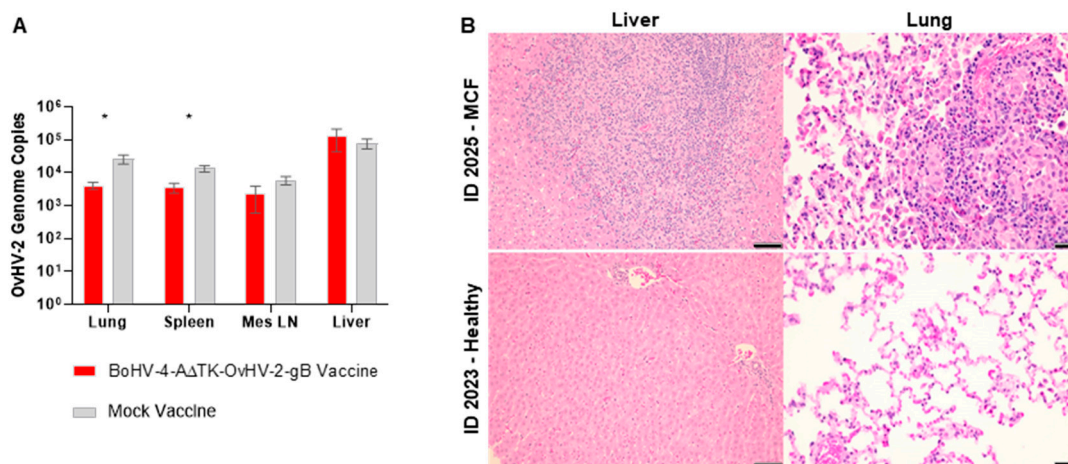 A
OvHV-2 Genome Copies
10⁶
10⁵
10⁴
10³
10²
10¹
10⁰
* *
Lung Spleen Mes LN Liver
BoHV-4-AΔTK-OvHV-2-gB Vaccine
Mock Vaccine
B
Liver Lung
ID 2025 - MCF
ID 2023 - Healthy